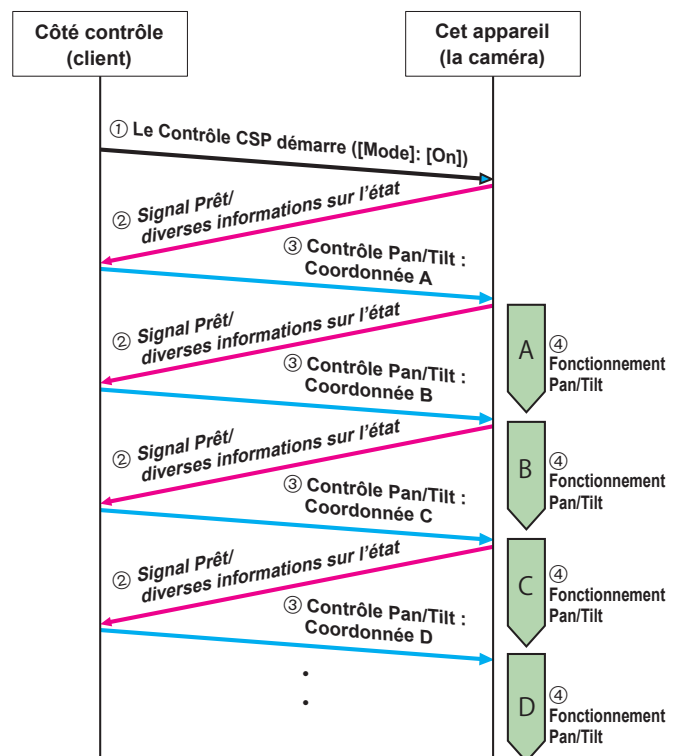 Côté contrôle
(client)
Cet appareil
(la caméra)
① Le Contrôle CSP démarre ([Mode]: [On])
② Signal Prêt/
diverses informations sur l'état
③ Contrôle Pan/Tilt :
Coordonnée A
② Signal Prêt/
diverses informations sur l'état
A
④
Fonctionnement
Pan/Tilt
③ Contrôle Pan/Tilt :
Coordonnée B
② Signal Prêt/
diverses informations sur l'état
B
④
Fonctionnement
Pan/Tilt
③ Contrôle Pan/Tilt :
Coordonnée C
② Signal Prêt/
diverses informations sur l'état
C
④
Fonctionnement
Pan/Tilt
③ Contrôle Pan/Tilt :
Coordonnée D
D
④
Fonctionnement
Pan/Tilt